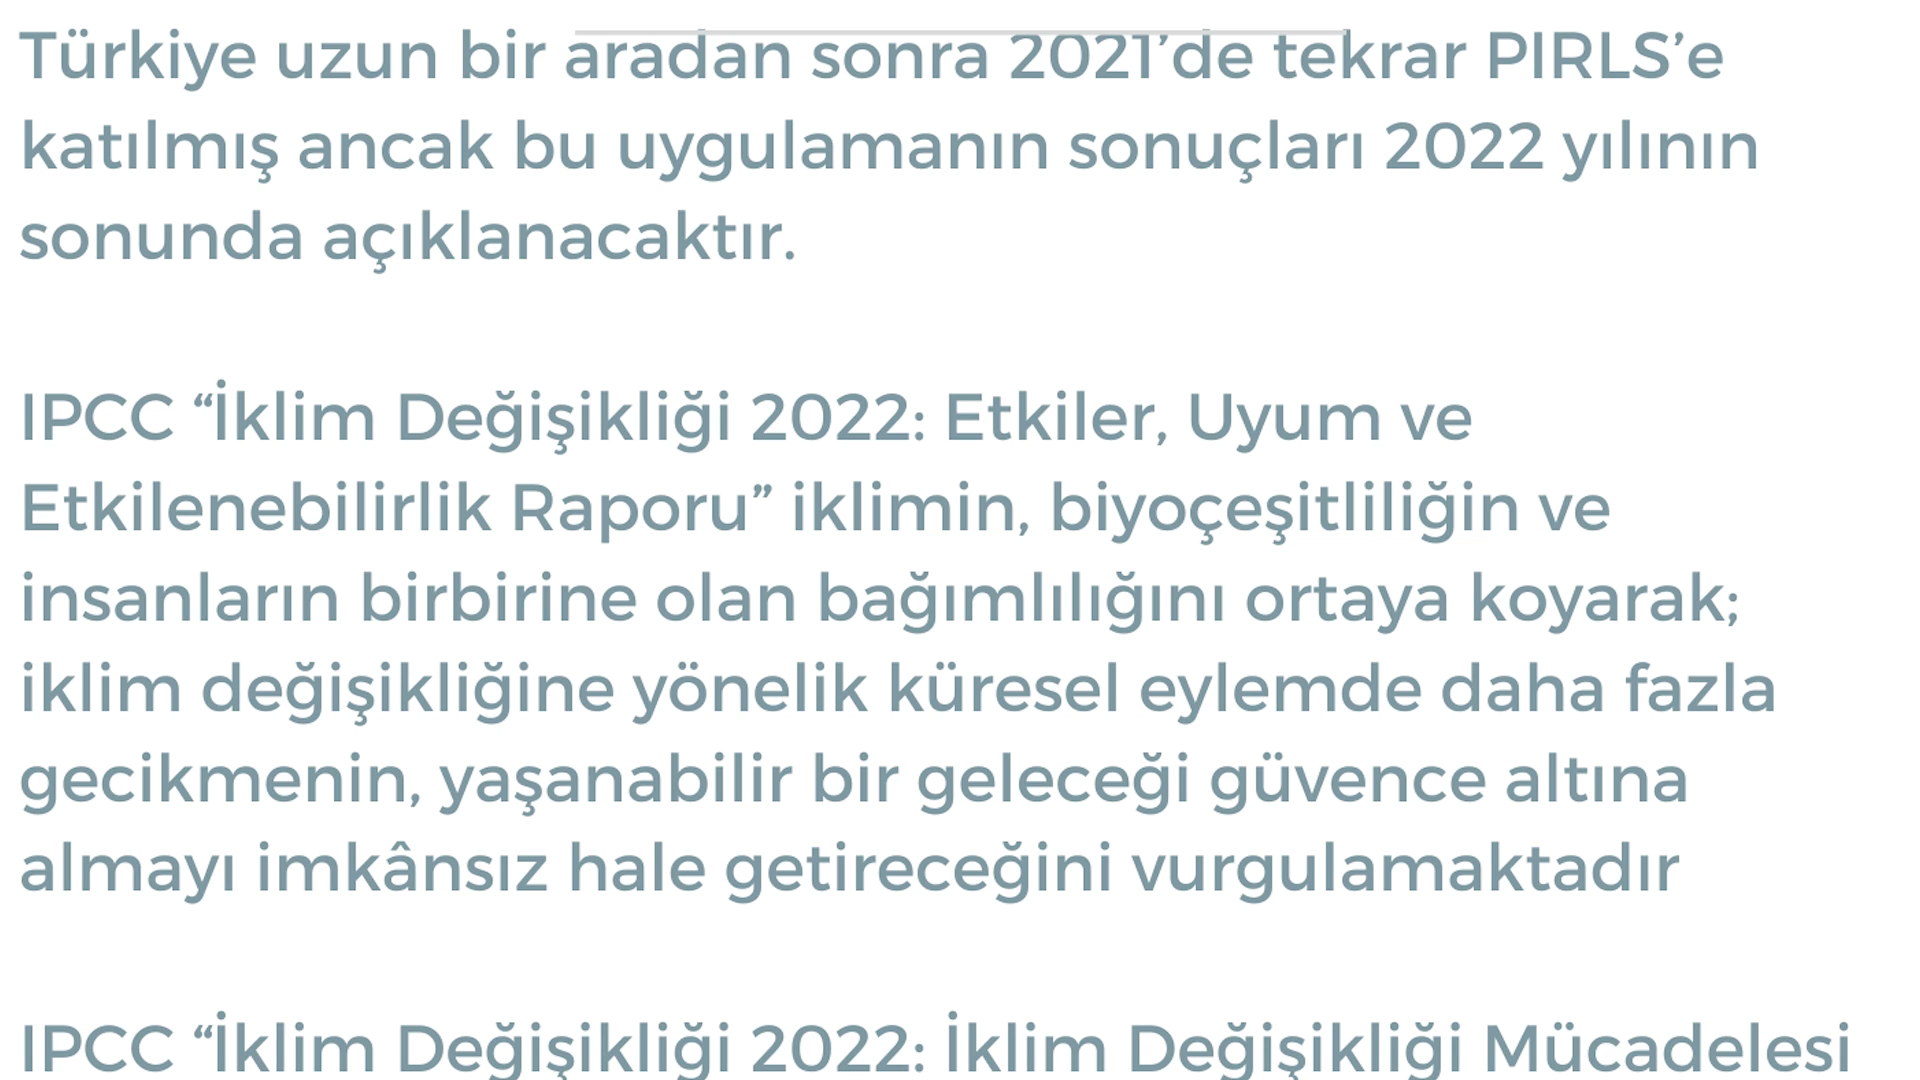 Türkiye uzun bir aradan sonra 2021’de tekrar PIRLS’e
katılmış ancak bu uygulamanın sonuçları 2022 yılının
sonunda açıklanacaktır.
IPCC “İklim Değişikliği 2022: Etkiler, Uyum ve
Etkilenebilirlik Raporu” iklimin, biyoçeşitliliğin ve
insanların birbirine olan bağımlılığını ortaya koyarak;
iklim değişikliğine yönelik küresel eylemde daha fazla
gecikmenin, yaşanabilir bir geleceği güvence altına
almayı imkânsız hale getireceğini vurgulamaktadır
IPCC “İklim Değişikliği 2022: İklim Değişikliği Mücadelesi